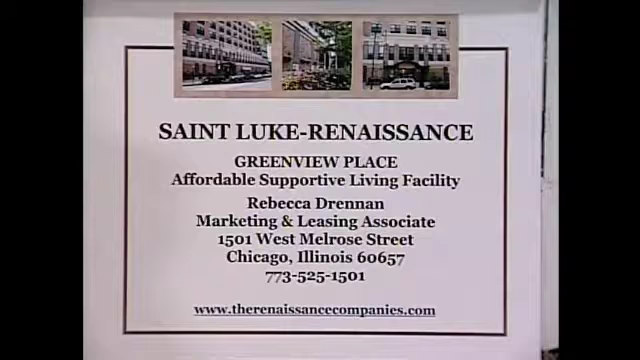 SAINT LUKE-RENAISSANCE
GREENVIEW PLACE
Affordable Supportive Living Facility
Rebecca Drennan
Marketing & Leasing Associate
1501 West Melrose Street
Chicago, Illinois 60657
773-525-1501
www.therenaissancecompanies.com